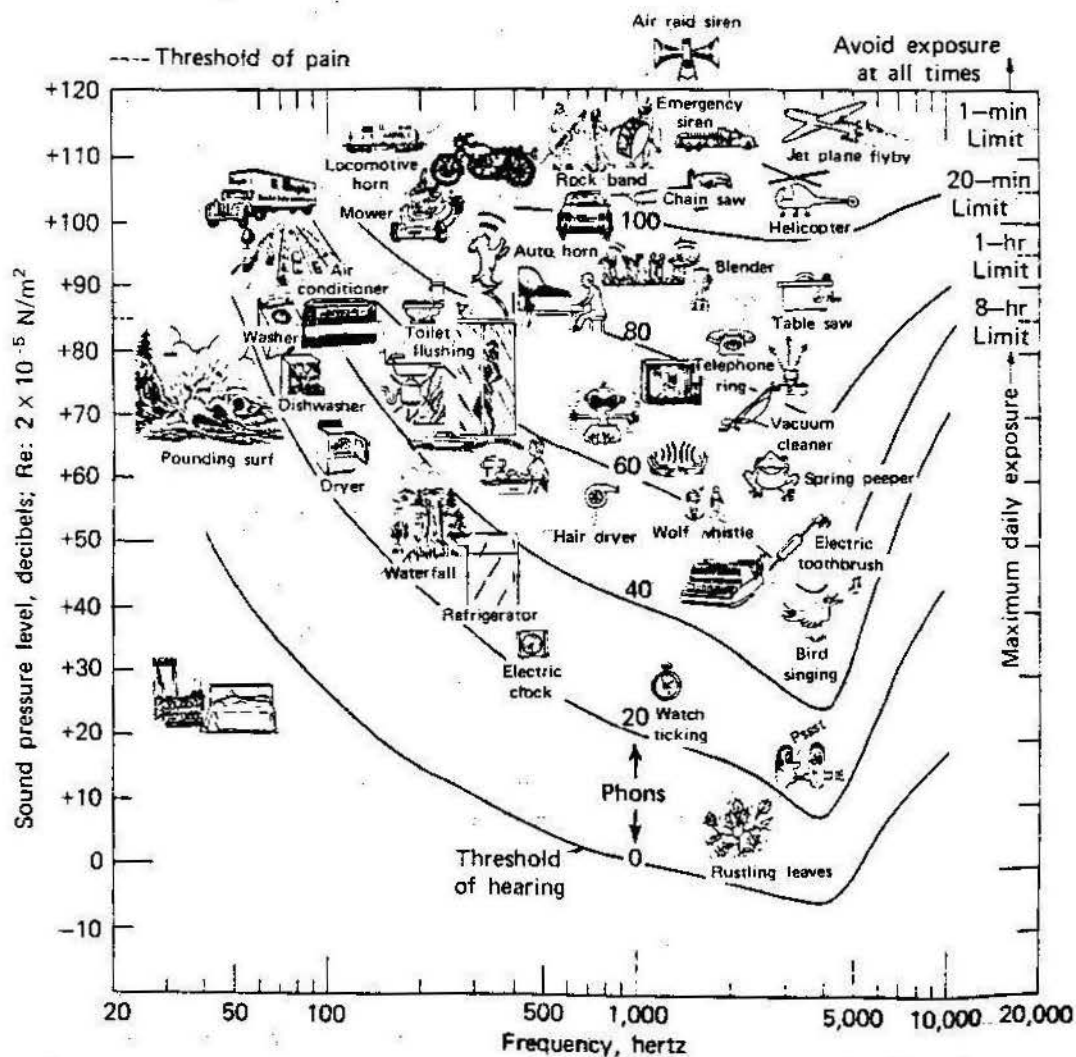 Air raid siren
Avoid exposure
at all times
---- Threshold of pain
+120
+110
+100
+90
+80
+70
+60
+50
+40
+30
+20
+10
0
-10
Sound pressure level, decibels; Re: 2 x 10⁻⁵ N/m²
1-min
Limit
20-min
Limit
1-hr
Limit
8-hr
Limit
Maximum daily exposure
Emergency
siren
Locomotive
horn
Rock band
Jet plane flyby
Mower
Chain saw
100
Helicopter
Auto horn
Air
conditioner
Blender
Washer
Toilet
flushing
80
Table saw
Telephone
ring
Dishwasher
Vacuum
cleaner
Pounding surf
Dryer
60
Spring peeper
Hair dryer
Wolf whistle
Waterfall
Electric
toothbrush
40
Refrigerator
Bird
singing
Electric
clock
20
Watch
ticking
Pssst
Phons
Threshold
of hearing
0
Rustling leaves
20
50
100
200
500
1,000
2,000
5,000
10,000
20,000
Frequency, hertz